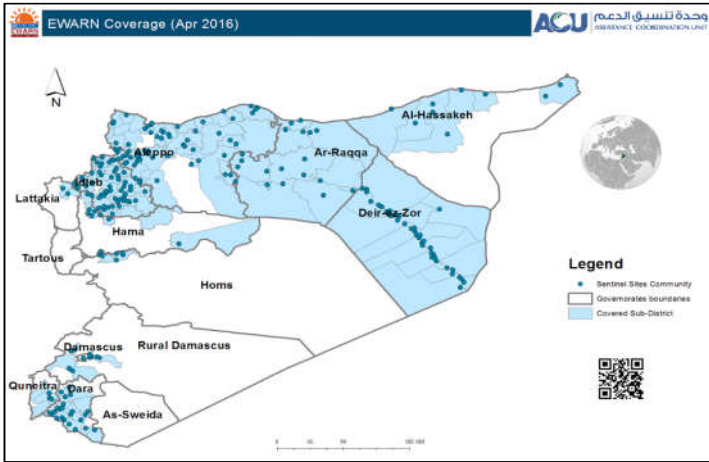 EWARN Coverage (Apr 2016)
ACU
وحدة تنسيق الدعم
ASSISTANCE COORDINATION UNIT
EWARN
N
Al-Hassakeh
Aleppo
Ar-Raqqa
Idleb
Lattakia
Deir-ez-Zor
Hama
Tartous
Homs
Legend
Sentinel Sites Community
Governorates boundaries
Covered Sub-District
Damascus
Rural Damascus
Quneitra
Dara
As-Sweida
0